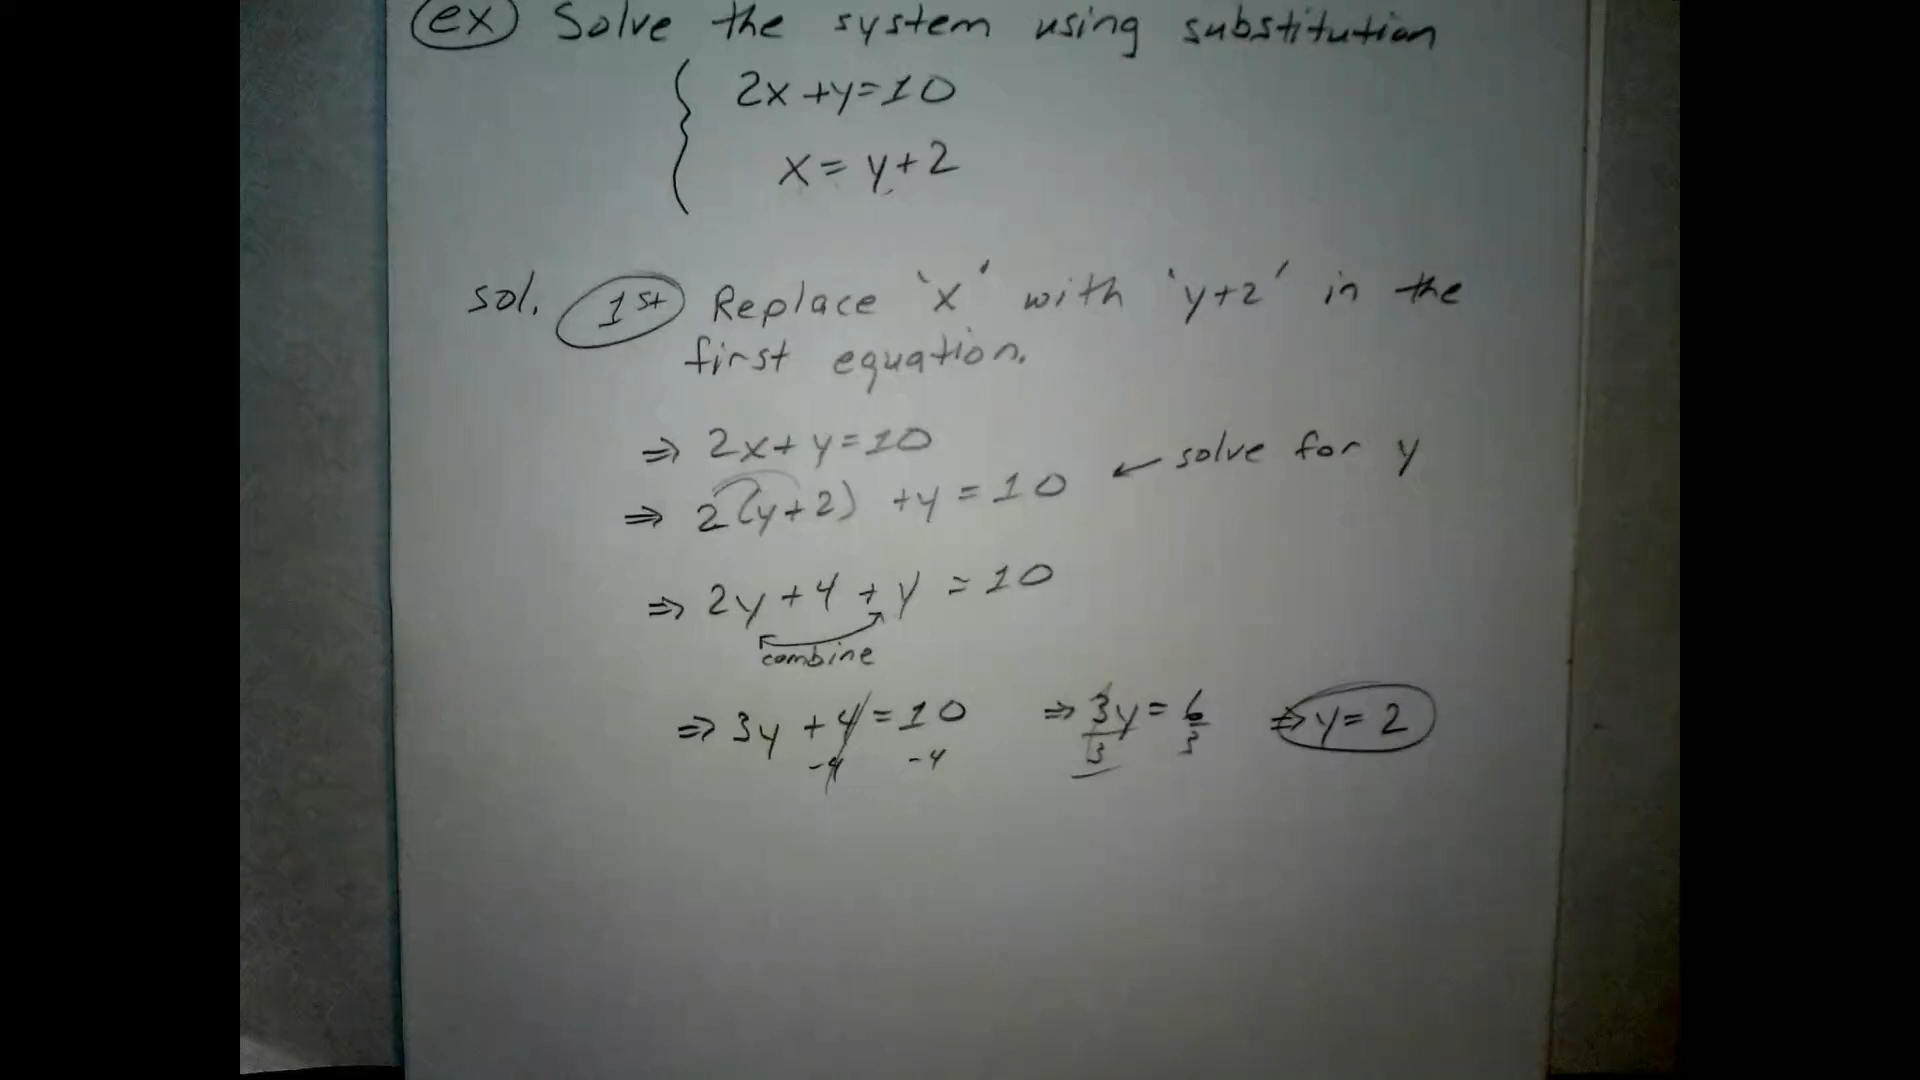 ex Solve the system using substitution
2x+y=10
x=y+2
sol. 1st Replace 'x' with 'y+2' in the
first equation.
⇒ 2x+y=10
← solve for y
⇒ 2(y+2) +y=10
⇒ 2y+4+y=10
combine
⇒ 3y+4=10 ⇒ 3y=6 ⇒ y=2
-4 -4 3 3